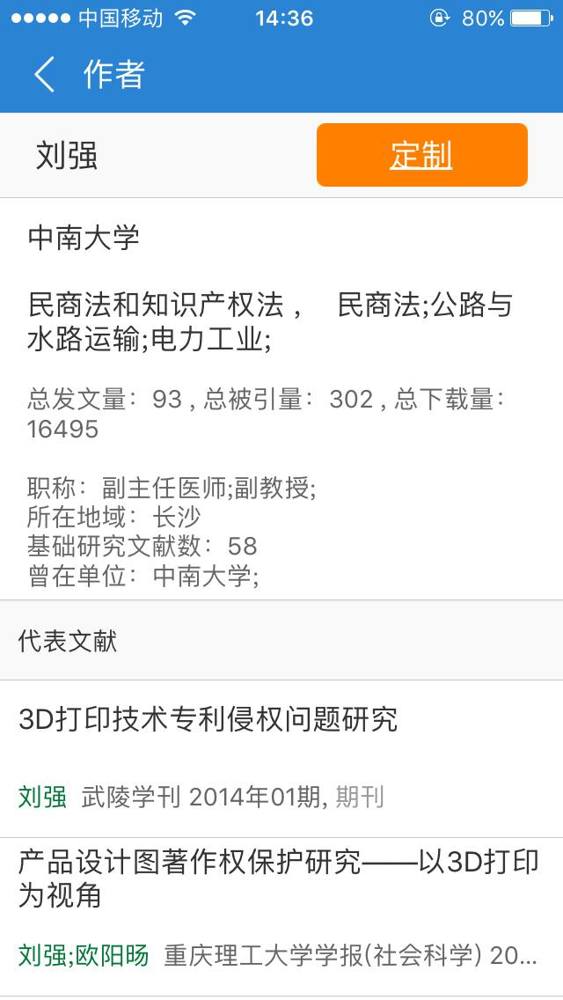 中国移动 14:36 80%
作者
刘强 定制
中南大学
民商法和知识产权法， 民商法;公路与
水路运输;电力工业;
总发文量：93 , 总被引量：302 , 总下载量：
16495
职称：副主任医师;副教授;
所在地域：长沙
基础研究文献数：58
曾在单位：中南大学;
代表文献
3D打印技术专利侵权问题研究
刘强 武陵学刊 2014年01期, 期刊
产品设计图著作权保护研究——以3D打印
为视角
刘强;欧阳旸 重庆理工大学学报(社会科学) 20...